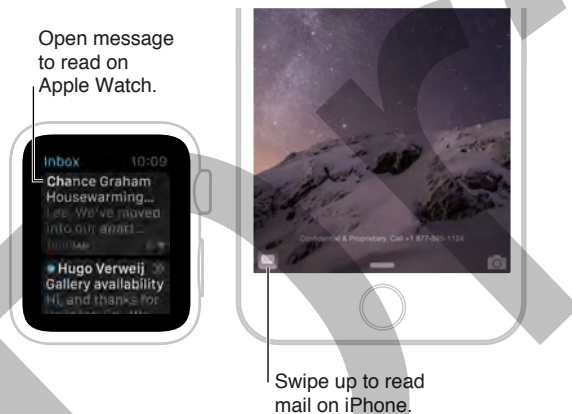 Open message
to read on
Apple Watch.
Inbox 10:09
Chance Graham
Housewarming...
We've moved
into our apart...
Hugo Verweij
Gallery availability
Hi, and thanks for
Confidential & Proprietary, Call +1 877-595-1124
Swipe up to read
mail on iPhone.